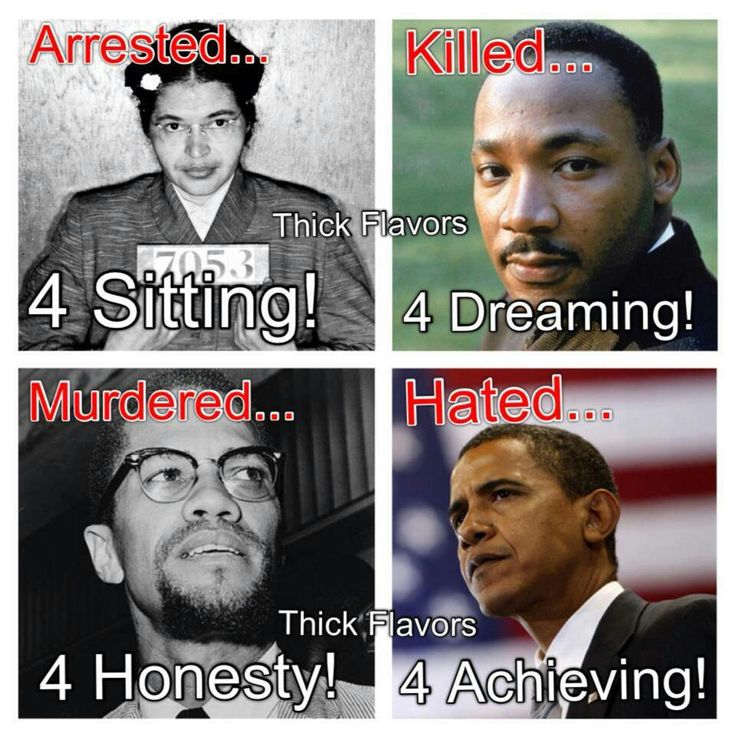 Arrested...
7053
4 Sitting!
Killed...
4 Dreaming!
Thick Flavors
Murdered...
4 Honesty!
Hated...
4 Achieving!
Thick Flavors